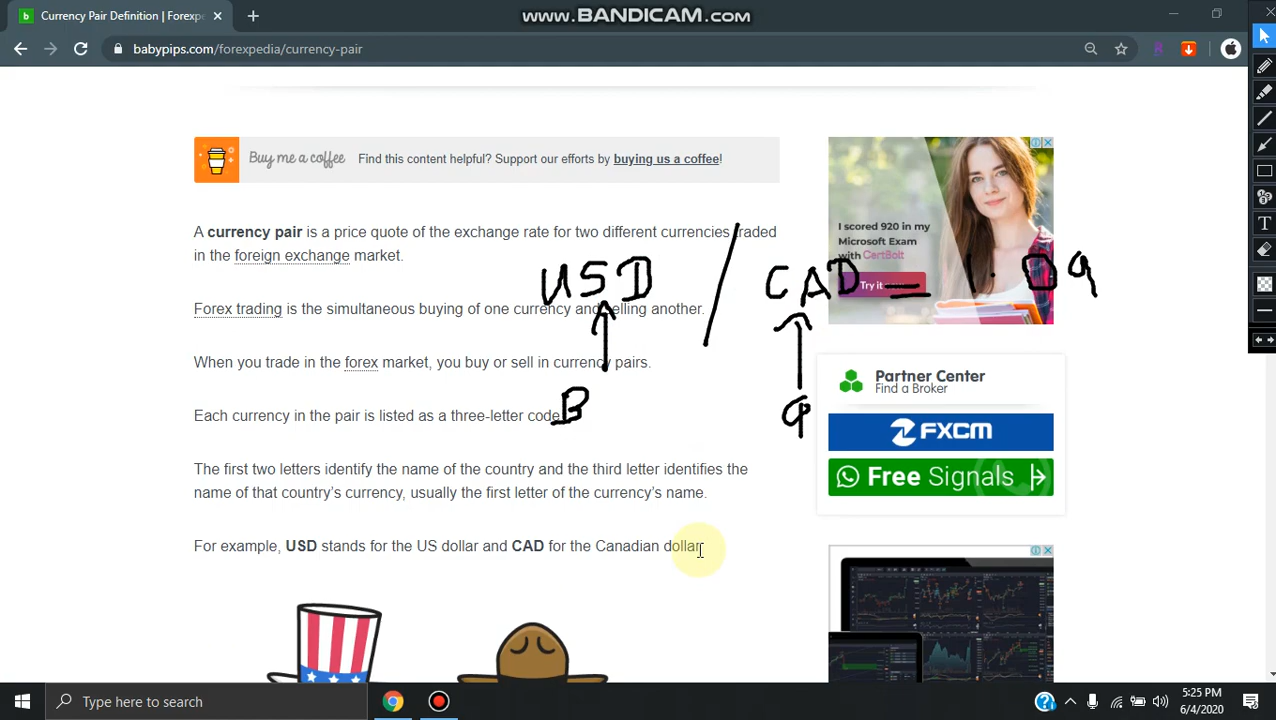 Currency Pair Definition | Forexpe
www.BANDICAM.com
babypips.com/forexpedia/currency-pair
Buy me a coffee Find this content helpful? Support our efforts by buying us a coffee!
A currency pair is a price quote of the exchange rate for two different currencies traded
in the foreign exchange market.
Forex trading is the simultaneous buying of one currency and selling another.
When you trade in the forex market, you buy or sell in currency pairs.
Each currency in the pair is listed as a three-letter code.
The first two letters identify the name of the country and the third letter identifies the
name of that country's currency, usually the first letter of the currency's name.
For example, USD stands for the US dollar and CAD for the Canadian dollar.
USD / CAD = 1 09
B
I scored 920 in my
Microsoft Exam
with CertBolt
Try it now
Partner Center
Find a Broker
FXCM
Free Signals
Type here to search
5:25 PM
6/4/2020